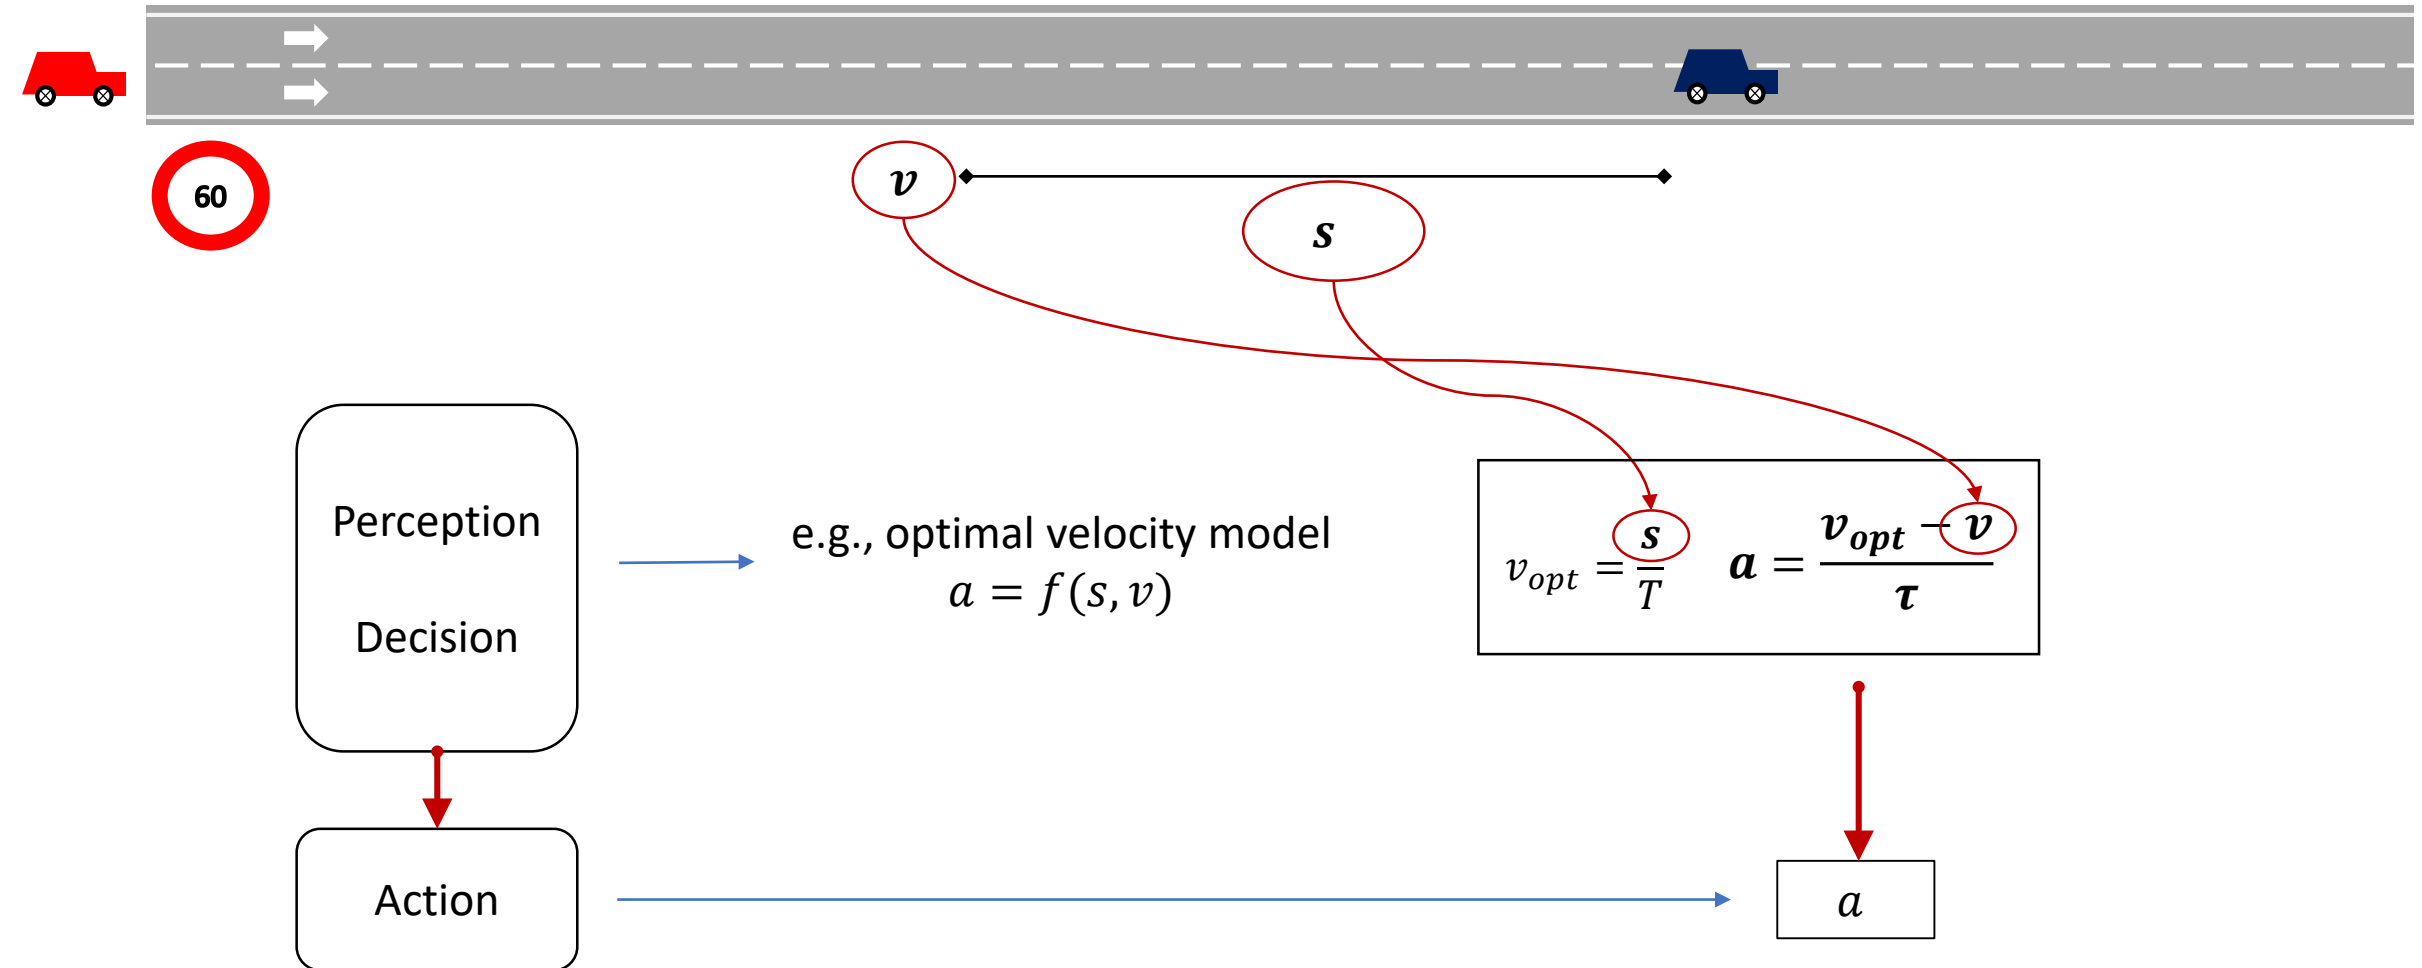 60
v
s
Perception
Decision
e.g., optimal velocity model
a = f(s, v)
v_opt = s/T
a = (v_opt − v)/τ
Action
a